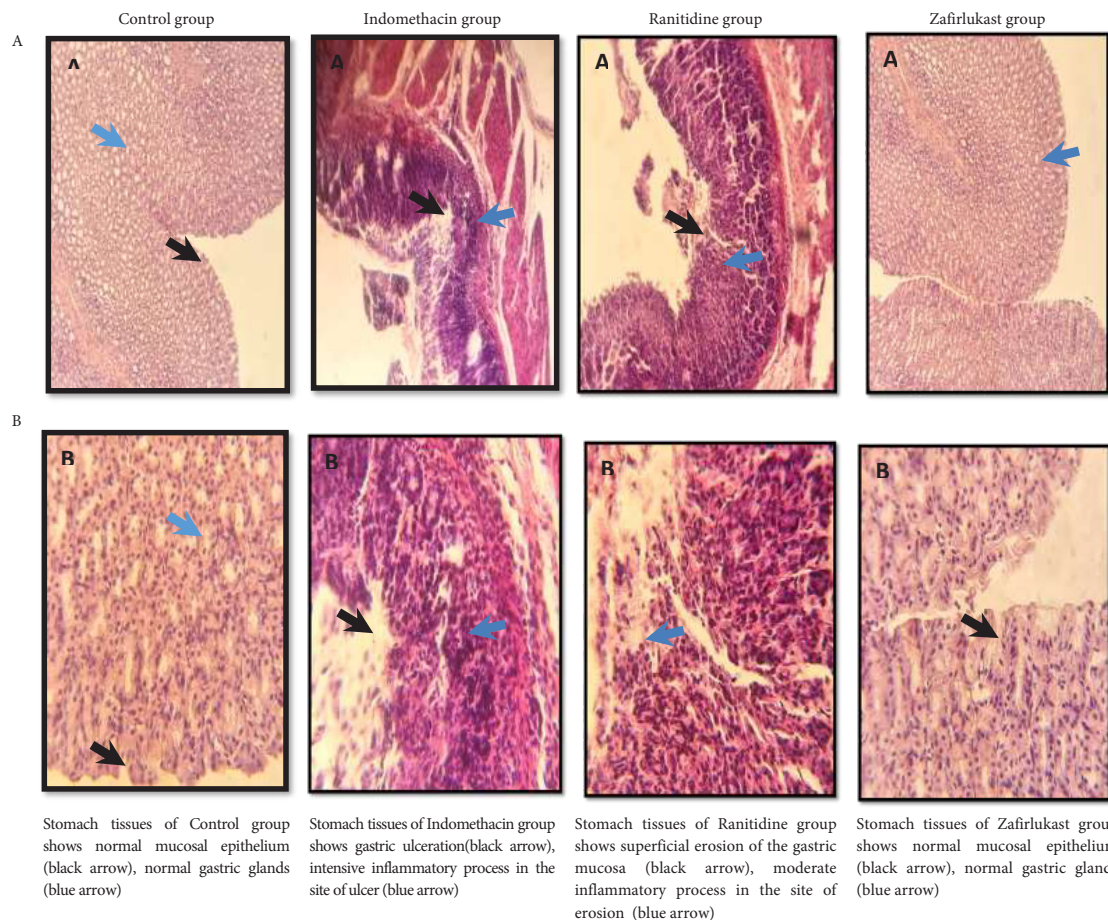 Control group
Indomethacin group
Ranitidine group
Zafirlukast group
A
A
A
A
A
B
B
B
B
B
Stomach tissues of Control group
shows normal mucosal epithelium
(black arrow), normal gastric glands
(blue arrow)
Stomach tissues of Indomethacin group
shows gastric ulceration(black arrow),
intensive inflammatory process in the
site of ulcer (blue arrow)
Stomach tissues of Ranitidine group
shows superficial erosion of the gastric
mucosa (black arrow), moderate
inflammatory process in the site of
erosion (blue arrow)
Stomach tissues of Zafirlukast grou
shows normal mucosal epitheliu
(black arrow), normal gastric gland
(blue arrow)